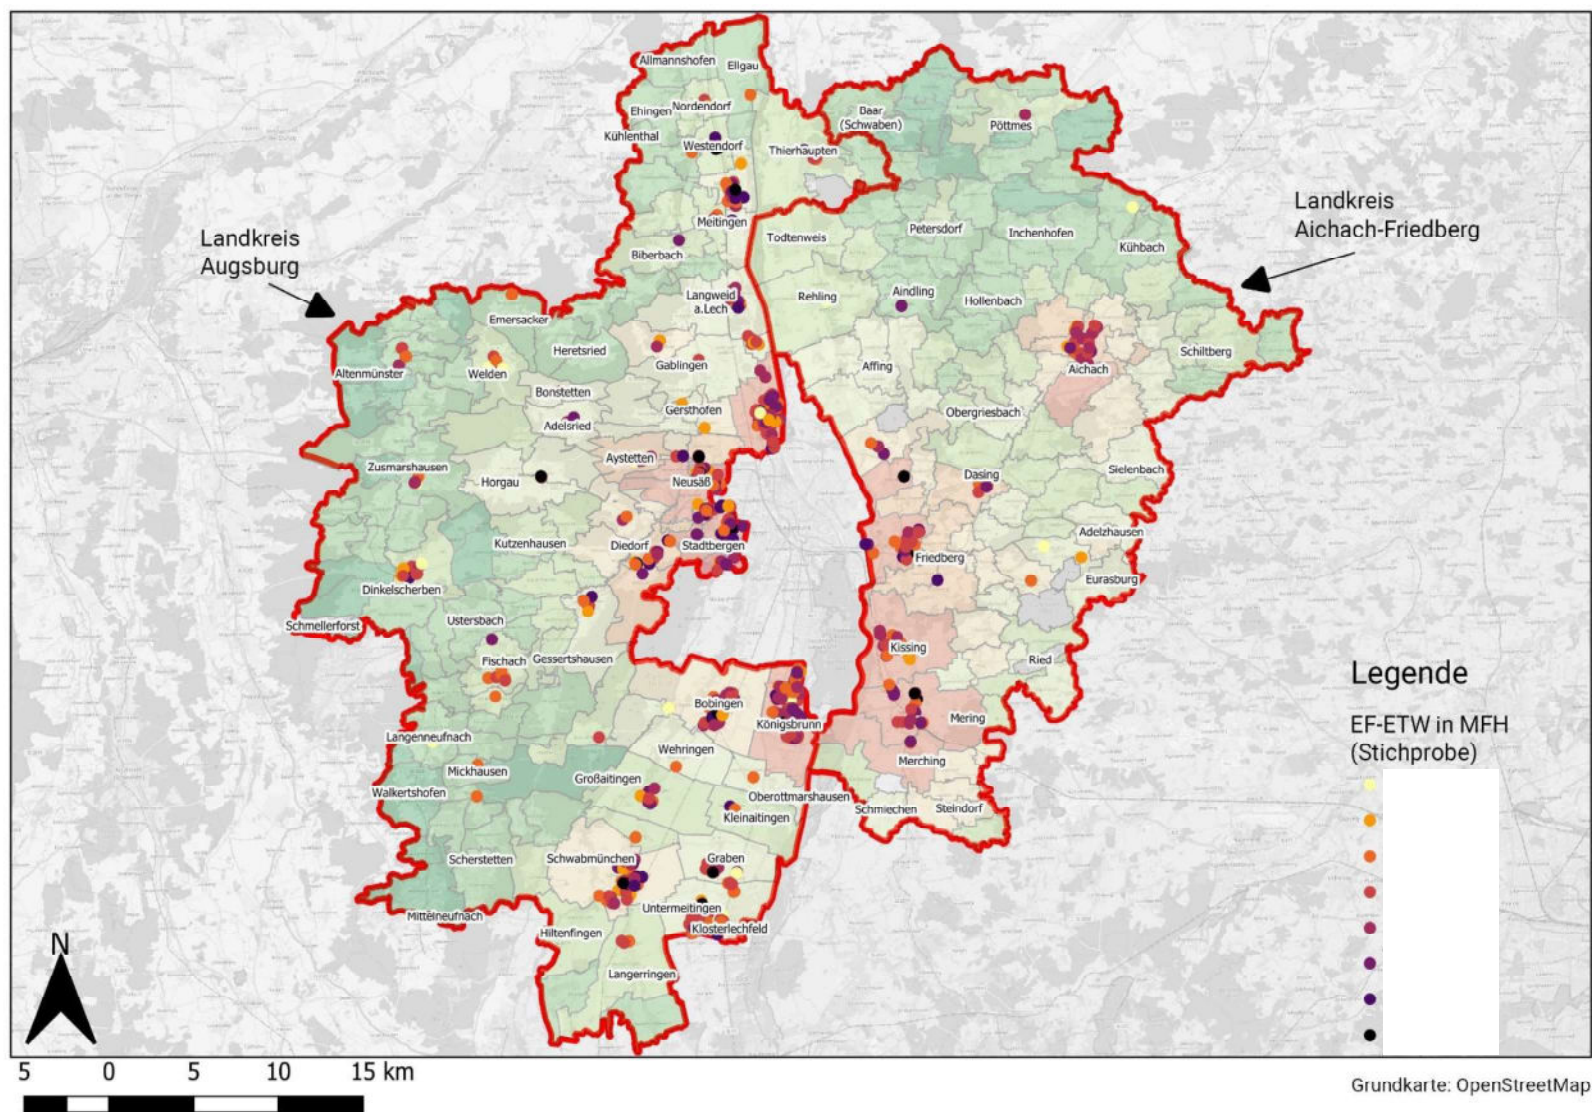 Allmannshofen
Ellgau
Ehingen
Nordendorf
Kühlenthal
Westendorf
Thierhaupten
Baar
(Schwaben)
Pöttmes
Landkreis
Augsburg
Landkreis
Aichach-Friedberg
Meitingen
Biberbach
Todtenweis
Petersdorf
Inchenhofen
Kühbach
Langweid
a.Lech
Rehling
Aindling
Hollenbach
Emersacker
Heretsried
Altenmünster
Welden
Gablingen
Affing
Aichach
Schiltberg
Bonstetten
Gersthofen
Obergriesbach
Adelsried
Zusmarshausen
Aystetten
Horgau
Neusäß
Dasing
Sielenbach
Kutzenhausen
Diedorf
Stadtbergen
Friedberg
Adelzhausen
Eurasburg
Dinkelscherben
Schmellerforst
Ustersbach
Fischach
Gessertshausen
Kissing
Ried
Bobingen
Königsbrunn
Mering
Langenneufnach
Wehringen
Merching
Mickhausen
Großaitingen
Walkertshofen
Oberottmarshausen
Kleinaitingen
Schmiechen
Steindorf
Scherstetten
Schwabmünchen
Graben
Mittelneufnach
Untermeitingen
Hiltenfingen
Klosterlechfeld
Langerringen
Legende
EF-ETW in MFH
(Stichprobe)
N
5 0 5 10 15 km
Grundkarte: OpenStreetMap